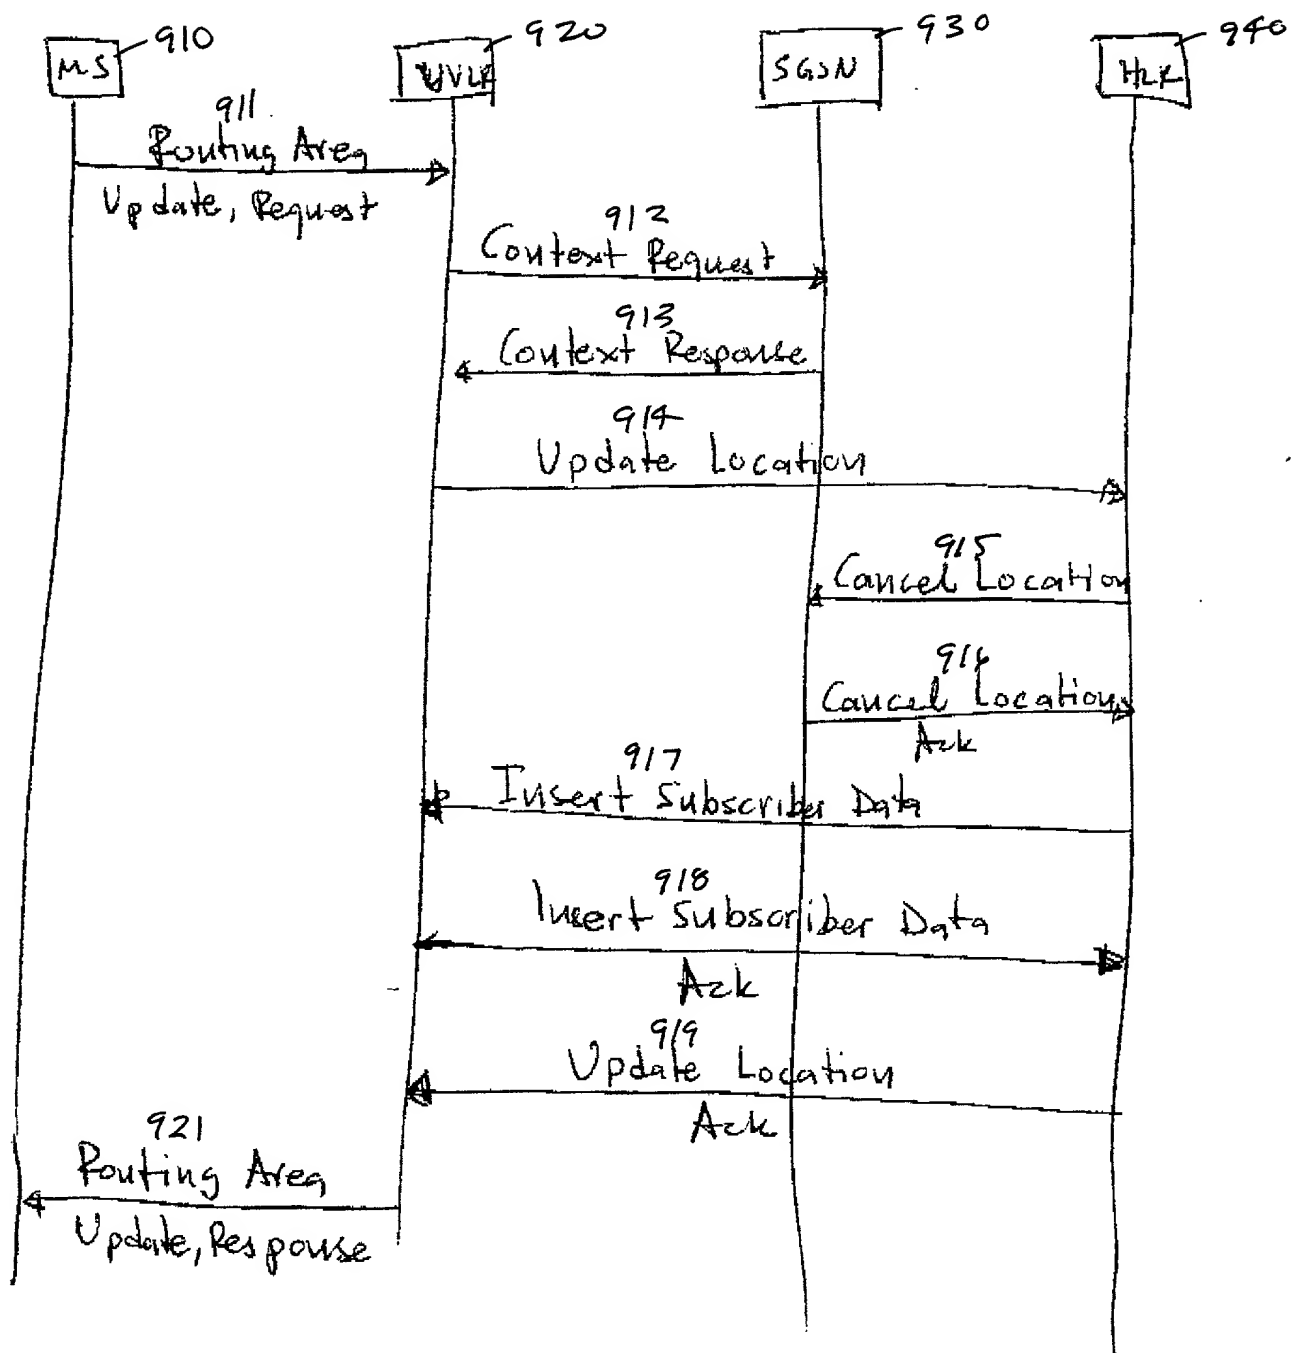 910
920
930
940
MS
UVLR
SGSN
HLR
911
Routing Area
Update, Request
912
Context Request
913
Context Response
914
Update Location
915
Cancel Location
916
Cancel Location
Ack
917
Insert Subscriber Data
918
Insert Subscriber Data
Ack
919
Update Location
Ack
921
Routing Area
Update, Response